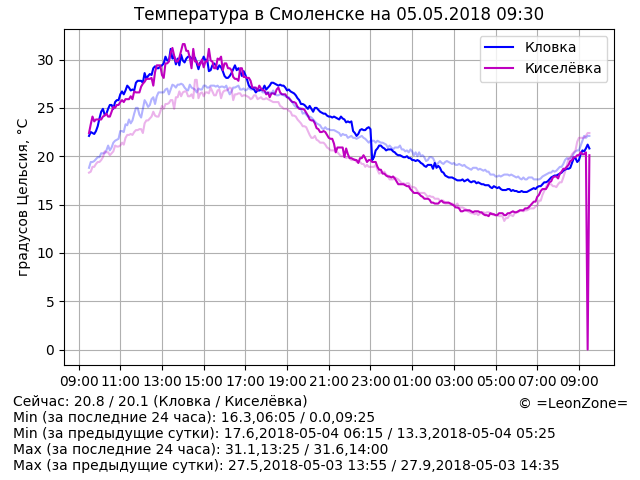 Температура в Смоленске на 05.05.2018 09:30
градусов Цельсия, °C
30
25
20
15
10
5
0
Кловка
Киселёвка
09:00 11:00 13:00 15:00 17:00 19:00 21:00 23:00 01:00 03:00 05:00 07:00 09:00
Сейчас: 20.8 / 20.1 (Кловка / Киселёвка)
© =LeonZone=
Min (за последние 24 часа): 16.3,06:05 / 0.0,09:25
Min (за предыдущие сутки): 17.6,2018-05-04 06:15 / 13.3,2018-05-04 05:25
Max (за последние 24 часа): 31.1,13:25 / 31.6,14:00
Max (за предыдущие сутки): 27.5,2018-05-03 13:55 / 27.9,2018-05-03 14:35